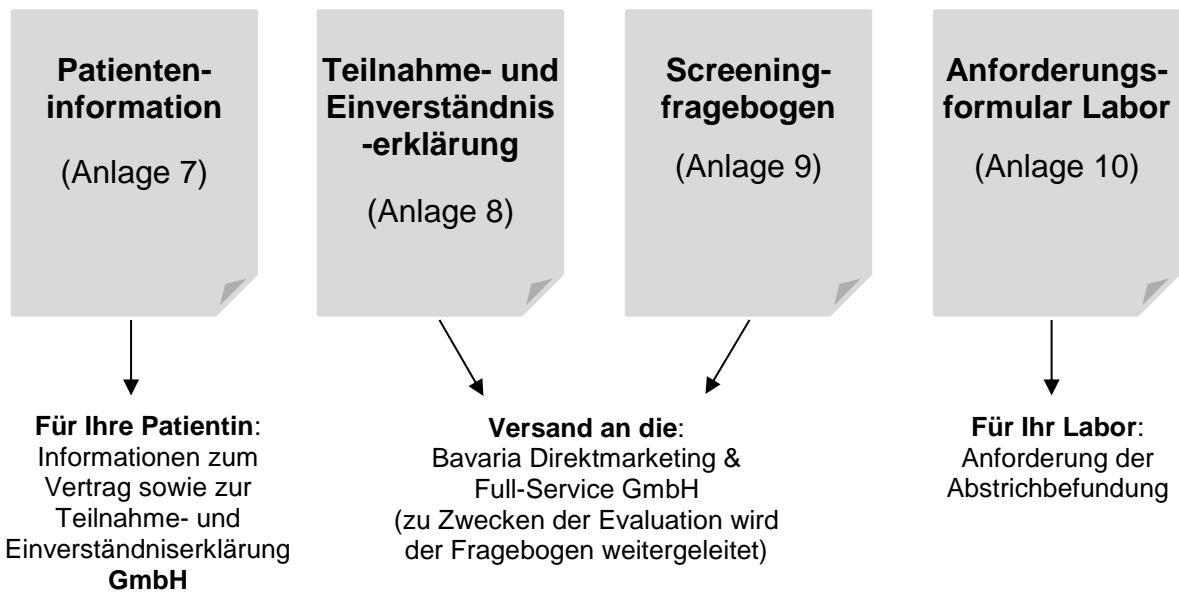 Patienten-
information
(Anlage 7)
Teilnahme- und
Einverständnis
-erklärung
(Anlage 8)
Screening-
fragebogen
(Anlage 9)
Anforderungs-
formular Labor
(Anlage 10)
Für Ihre Patientin:
Informationen zum
Vertrag sowie zur
Teilnahme- und
Einverständniserklärung
GmbH
Versand an die:
Bavaria Direktmarketing &
Full-Service GmbH
(zu Zwecken der Evaluation wird
der Fragebogen weitergeleitet)
Für Ihr Labor:
Anforderung der
Abstrichbefundung